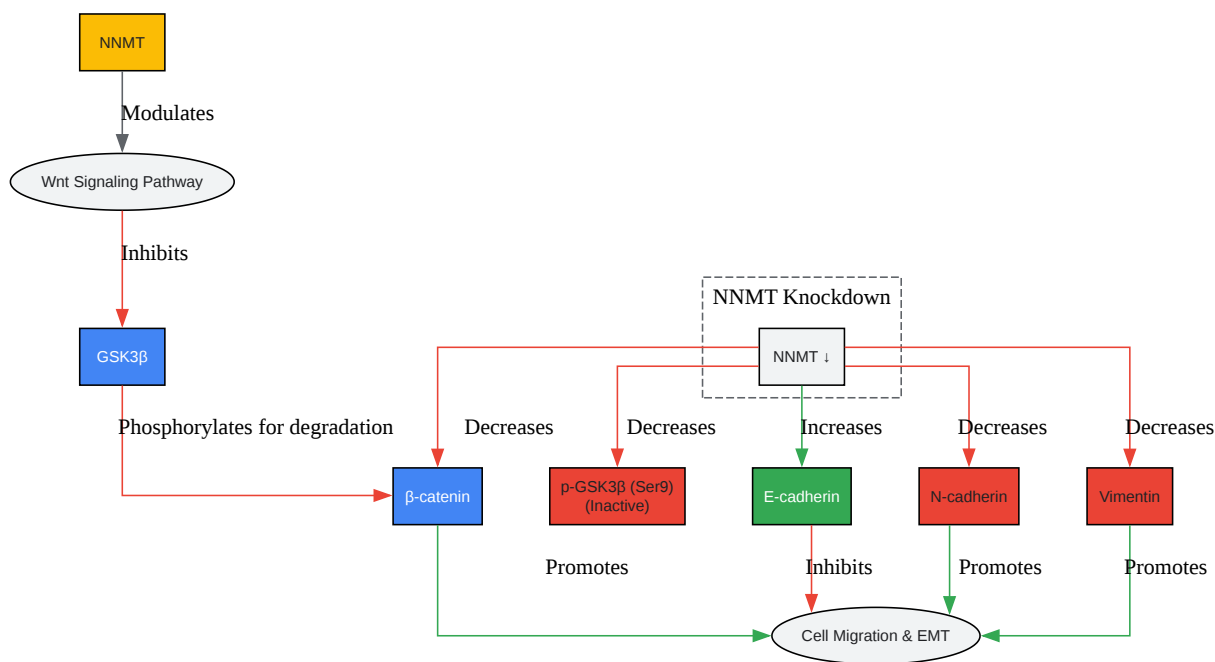 NNMT
Modulates
Wnt Signaling Pathway
Inhibits
GSK3β
NNMT Knockdown
NNMT ↓
Phosphorylates for degradation
Decreases
Decreases
Increases
Decreases
Decreases
β-catenin
p-GSK3β (Ser9)
(Inactive)
E-cadherin
N-cadherin
Vimentin
Promotes
Inhibits
Promotes
Promotes
Cell Migration & EMT